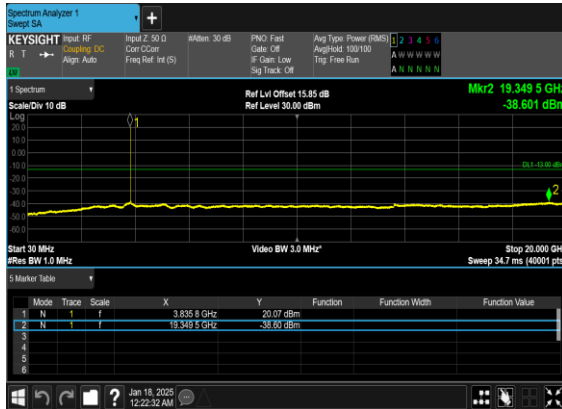 Spectrum Analyzer 1
Swept SA
+
KEYSIGHT Input: RF Input Z: 50 Ω #Atten: 30 dB PNO: Fast Avg Type: Power (RMS) 1 2 3 4 5 6
R T Coupling: DC Corr CCorr Gate: Off Avg|Hold: 100/100 A W W W W W
Align: Auto Freq Ref: Int (S) IF Gain: Low Trig: Free Run
Sig Track: Off A N N N N N
LXI
1 Spectrum Ref Lvl Offset 15.85 dB Mkr2 19.349 5 GHz
Scale/Div 10 dB Ref Level 30.00 dBm -38.601 dBm
Log
20.0
10.0
0.00
-10.0
-20.0
-30.0
-40.0
-50.0
-60.0
1
DL1 -13.00 dBm
2
Start 30 MHz Video BW 3.0 MHz* Stop 20.000 GHz
#Res BW 1.0 MHz Sweep 34.7 ms (40001 pts)
5 Marker Table
Mode Trace Scale X Y Function Function Width Function Value
1 N 1 f 3.835 8 GHz 20.07 dBm
2 N 1 f 19.349 5 GHz -38.60 dBm
3
4
5
6
? Jan 18, 2025
12:22:32 AM